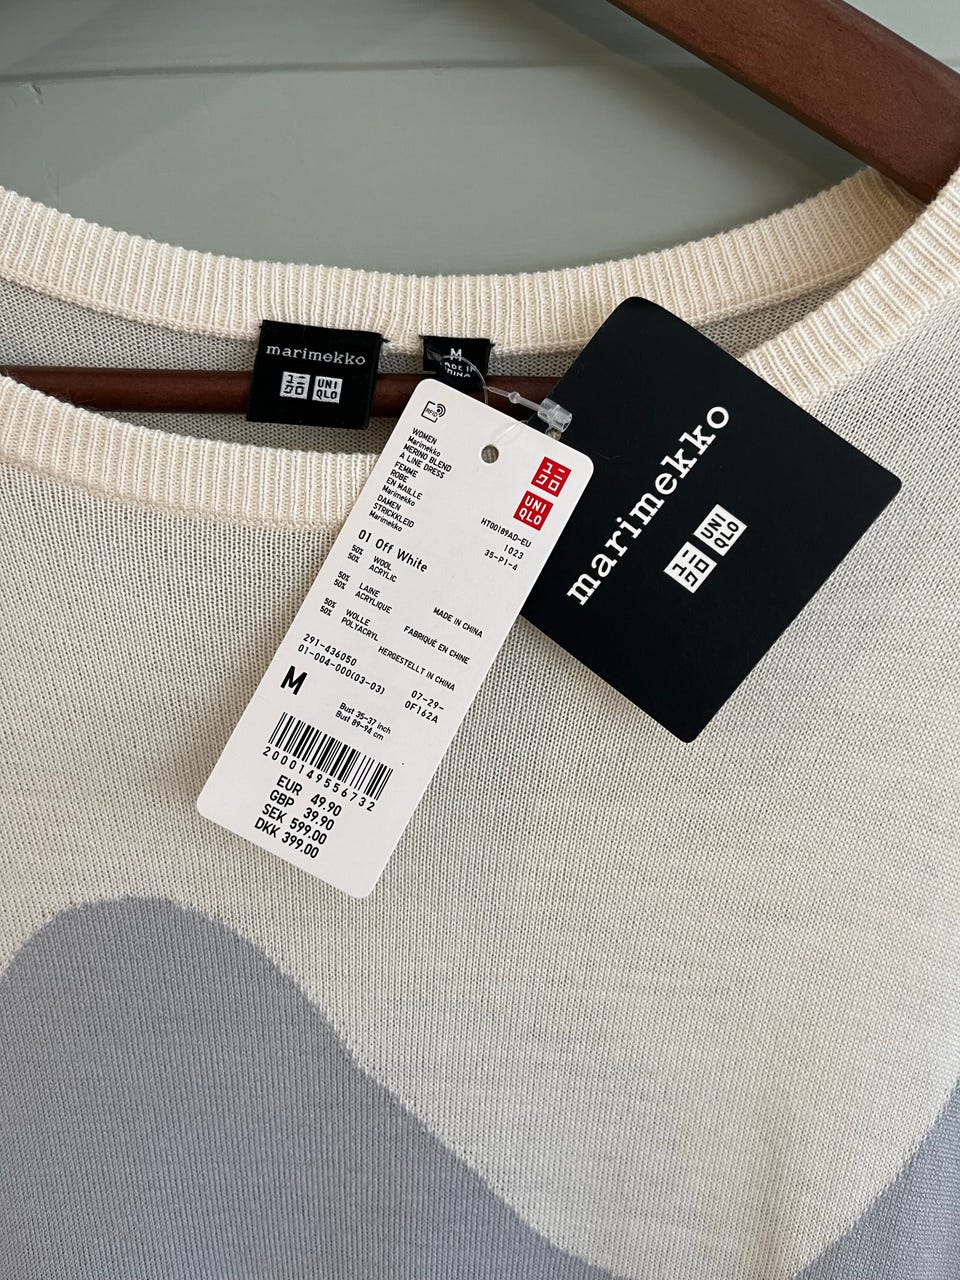 marimekko
ユニ
クロ
UNI
QLO
M
MADE IN
CHINA
RFID
WOMEN
Marimekko
MERINO BLEND
A LINE DRESS
FEMME
ROBE
EN MAILLE
Marimekko
DAMEN
STRICKKLEID
Marimekko
ユニ
クロ
UNI
QLO
HT00189AD-EU
1023
35-P1-4
01 Off White
50% WOOL
50% ACRYLIC
MADE IN CHINA
50% LAINE
50% ACRYLIQUE
FABRIQUÉ EN CHINE
50% WOLLE
50% POLYACRYL
HERGESTELLT IN CHINA
291-436050
01-004-000(03-03)
07-29-
0F162A
M
Bust 35-37 inch
Bust 89-94 cm
2000149556732
EUR 49.90
GBP 39.90
SEK 599.00
DKK 399.00
marimekko
ユニ
クロ
UNI
QLO